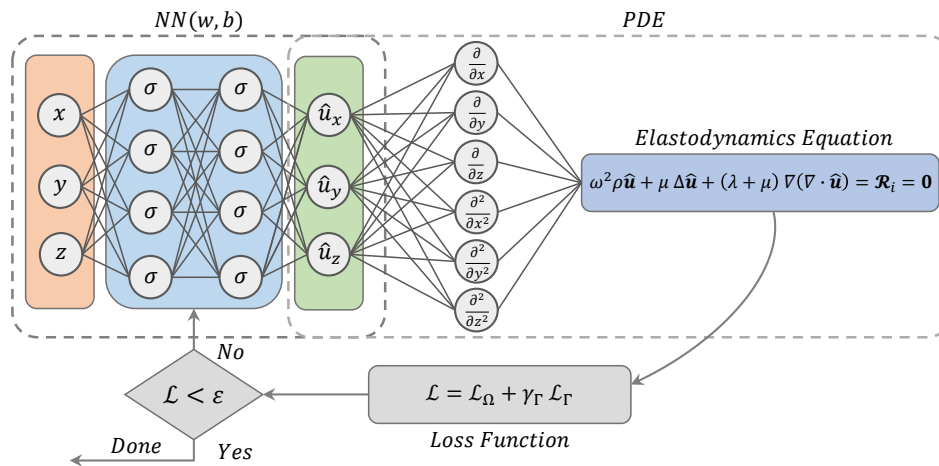 NN(w, b)
PDE
x
y
z
σ
σ
σ
σ
σ
σ
σ
σ
û_x
û_y
û_z
∂/∂x
∂/∂y
∂/∂z
∂²/∂x²
∂²/∂y²
∂²/∂z²
Elastodynamics Equation
ω²ρû + μ Δû + (λ + μ) ∇(∇ · û) = 𝓡_i = 0
No
ℒ < ε
Done
Yes
ℒ = ℒ_Ω + γ_Γ ℒ_Γ
Loss Function